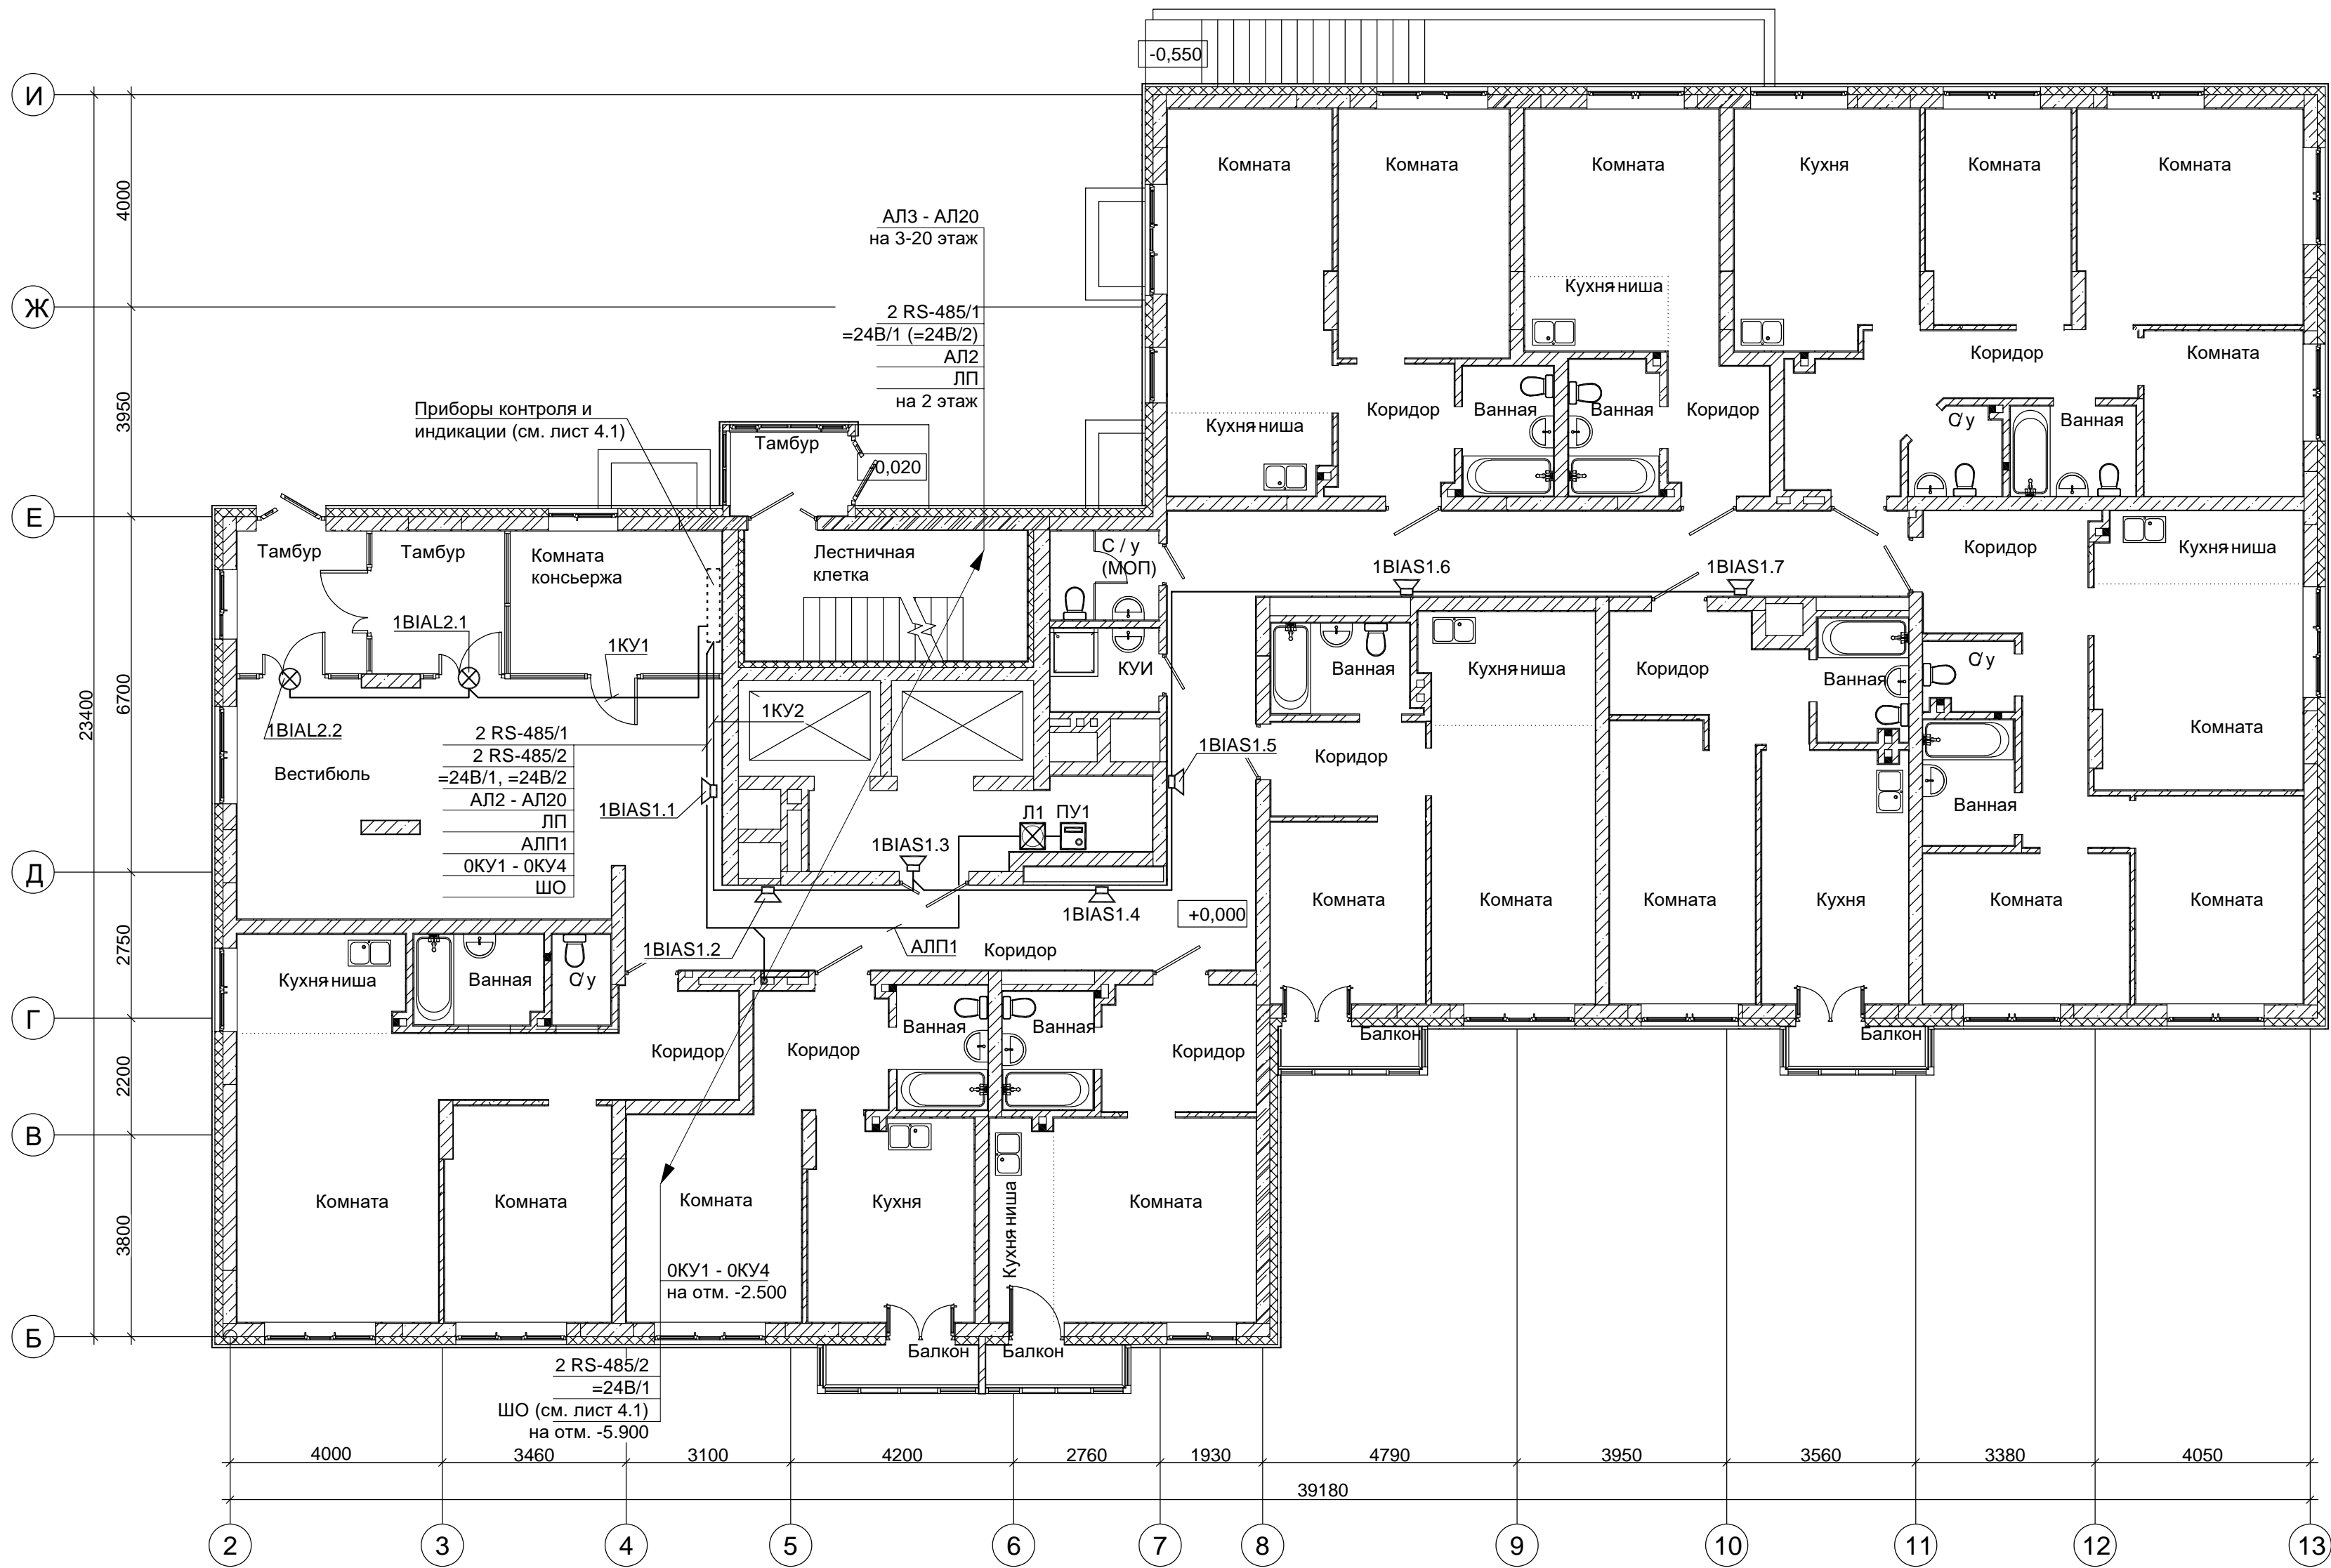 -0,550
И
Комната
Комната
Комната
Кухня
Комната
Комната
4000
АЛ3 - АЛ20
на 3-20 этаж
Кухня-ниша
Ж
2 RS-485/1
=24В/1 (=24В/2)
АЛ2
ЛП
на 2 этаж
Коридор
Комната
3950
Приборы контроля и
индикации (см. лист 4.1)
Тамбур
-0,020
Кухня-ниша
Коридор
Ванная
Ванная
Коридор
С/у
Ванная
Е
Тамбур
Тамбур
Комната
консьержа
Лестничная
клетка
С / у
(МОП)
1BIAS1.6
1BIAS1.7
Коридор
Кухня-ниша
1BIAL2.1
1КУ1
КУИ
Ванная
Кухня-ниша
Коридор
Ванная
С/у
23400
6700
1BIAL2.2
1КУ2
Комната
2 RS-485/1
2 RS-485/2
=24В/1, =24В/2
АЛ2 - АЛ20
ЛП
АЛП1
0КУ1 - 0КУ4
ШО
Вестибюль
1BIAS1.1
1BIAS1.5
Коридор
Л1
ПУ1
Ванная
1BIAS1.3
Д
1BIAS1.4
+0,000
Комната
Комната
Комната
Кухня
Комната
Комната
2750
1BIAS1.2
АЛП1
Коридор
Кухня-ниша
Ванная
С/у
Г
Ванная
Ванная
Балкон
Балкон
Коридор
Коридор
Коридор
2200
В
Комната
Комната
Комната
Кухня
Кухня-ниша
Комната
3800
0КУ1 - 0КУ4
на отм. -2.500
Б
Балкон
Балкон
2 RS-485/2
=24В/1
ШО (см. лист 4.1)
на отм. -5.900
4000
3460
3100
4200
2760
1930
4790
3950
3560
3380
4050
39180
2
3
4
5
6
7
8
9
10
11
12
13